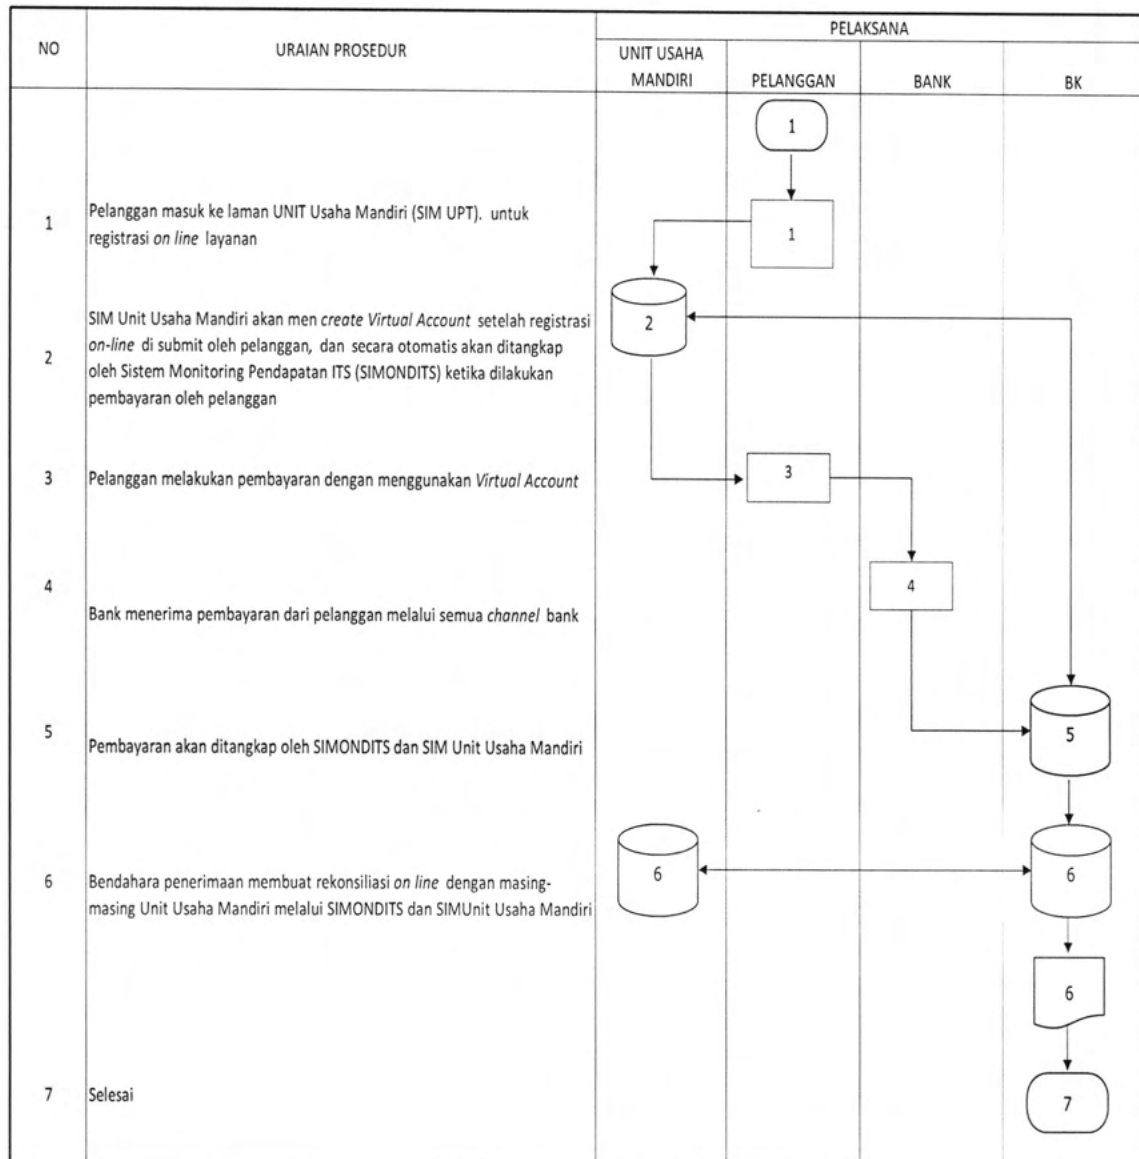 NO
URAIAN PROSEDUR
PELAKSANA
UNIT USAHA
MANDIRI
PELANGGAN
BANK
BK
1
1
Pelanggan masuk ke laman UNIT Usaha Mandiri (SIM UPT). untuk
registrasi on line layanan
1
2
SIM Unit Usaha Mandiri akan men create Virtual Account setelah registrasi
on-line di submit oleh pelanggan, dan secara otomatis akan ditangkap
oleh Sistem Monitoring Pendapatan ITS (SIMONDITS) ketika dilakukan
pembayaran oleh pelanggan
2
3
Pelanggan melakukan pembayaran dengan menggunakan Virtual Account
3
4
Bank menerima pembayaran dari pelanggan melalui semua channel bank
4
5
Pembayaran akan ditangkap oleh SIMONDITS dan SIM Unit Usaha Mandiri
5
6
Bendahara penerimaan membuat rekonsiliasi on line dengan masing-
masing Unit Usaha Mandiri melalui SIMONDITS dan SIMUnit Usaha Mandiri
6
6
6
7
Selesai
7